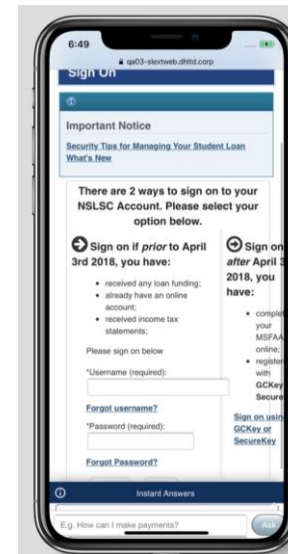 6:49
qa03-slextweb.dhltd.corp
Sign On
Important Notice
Security Tips for Managing Your Student Loan
What's New
There are 2 ways to sign on to your
NSLSC Account. Please select your
option below.
Sign on if prior to April
3rd 2018, you have:
received any loan funding;
already have an online
account;
received income tax
statements;
Please sign on below
*Username (required):
Forgot username?
*Password (required):
Forgot Password?
Sign on
after April 3
2018, you
have:
your
MSFAA
online;
with
GCKey
Sign on
GCKey or
SecureKey
Instant Answers
E.g. How can I make payments?
Ask